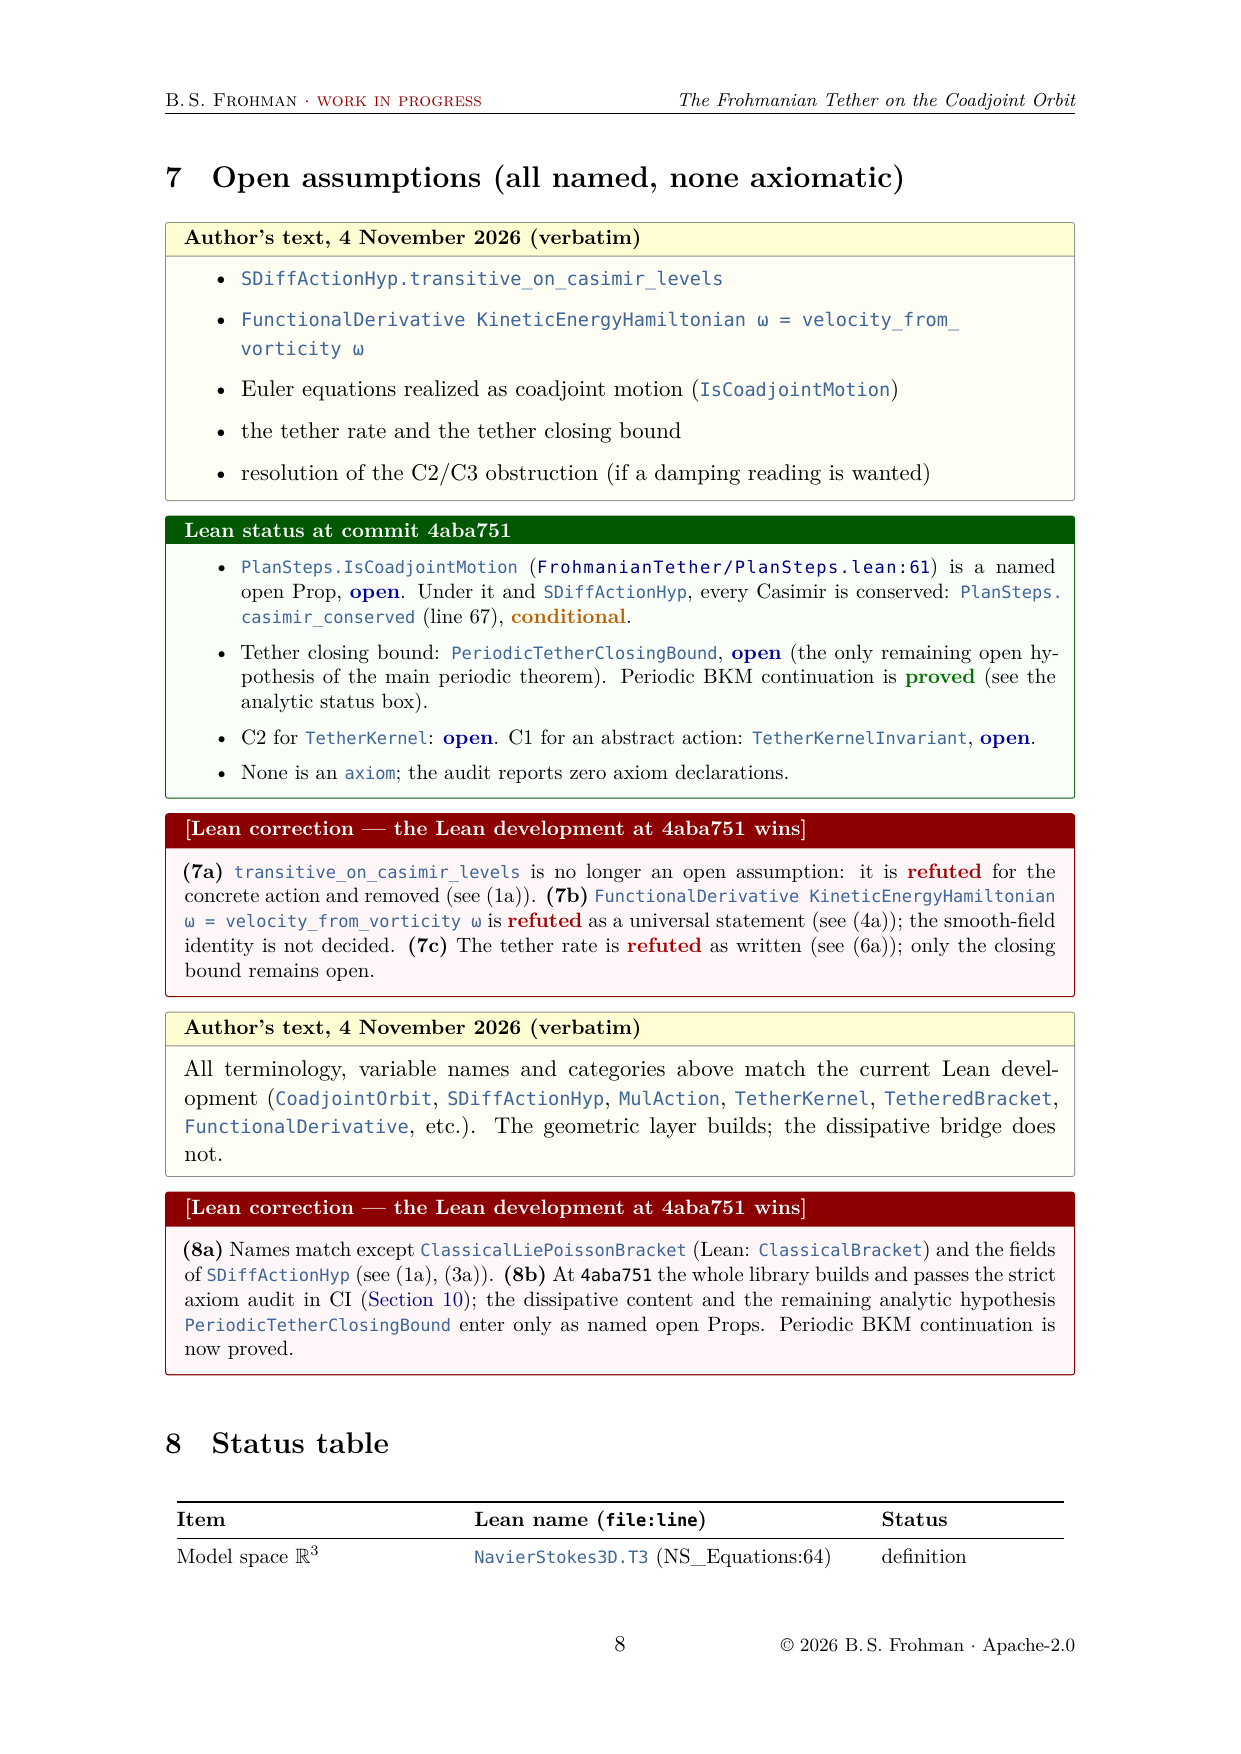 B. S. Frohman · work in progress
The Frohmanian Tether on the Coadjoint Orbit
7 Open assumptions (all named, none axiomatic)
Author's text, 4 November 2026 (verbatim)
• SDiffActionHyp.transitive_on_casimir_levels
• FunctionalDerivative KineticEnergyHamiltonian ω = velocity_from_
vorticity ω
• Euler equations realized as coadjoint motion (IsCoadjointMotion)
• the tether rate and the tether closing bound
• resolution of the C2/C3 obstruction (if a damping reading is wanted)
Lean status at commit 4aba751
• PlanSteps.IsCoadjointMotion (FrohmanianTether/PlanSteps.lean:61) is a named
open Prop, open. Under it and SDiffActionHyp, every Casimir is conserved: PlanSteps.
casimir_conserved (line 67), conditional.
• Tether closing bound: PeriodicTetherClosingBound, open (the only remaining open hy-
pothesis of the main periodic theorem). Periodic BKM continuation is proved (see the
analytic status box).
• C2 for TetherKernel: open. C1 for an abstract action: TetherKernelInvariant, open.
• None is an axiom; the audit reports zero axiom declarations.
[Lean correction — the Lean development at 4aba751 wins]
(7a) transitive_on_casimir_levels is no longer an open assumption: it is refuted for the
concrete action and removed (see (1a)). (7b) FunctionalDerivative KineticEnergyHamiltonian
ω = velocity_from_vorticity ω is refuted as a universal statement (see (4a)); the smooth-field
identity is not decided. (7c) The tether rate is refuted as written (see (6a)); only the closing
bound remains open.
Author's text, 4 November 2026 (verbatim)
All terminology, variable names and categories above match the current Lean devel-
opment (CoadjointOrbit, SDiffActionHyp, MulAction, TetherKernel, TetheredBracket,
FunctionalDerivative, etc.). The geometric layer builds; the dissipative bridge does
not.
[Lean correction — the Lean development at 4aba751 wins]
(8a) Names match except ClassicalLiePoissonBracket (Lean: ClassicalBracket) and the fields
of SDiffActionHyp (see (1a), (3a)). (8b) At 4aba751 the whole library builds and passes the strict
axiom audit in CI (Section 10); the dissipative content and the remaining analytic hypothesis
PeriodicTetherClosingBound enter only as named open Props. Periodic BKM continuation is
now proved.
8 Status table
Item Lean name (file:line) Status
Model space ℝ³ NavierStokes3D.T3 (NS_Equations:64) definition
8
© 2026 B. S. Frohman · Apache-2.0